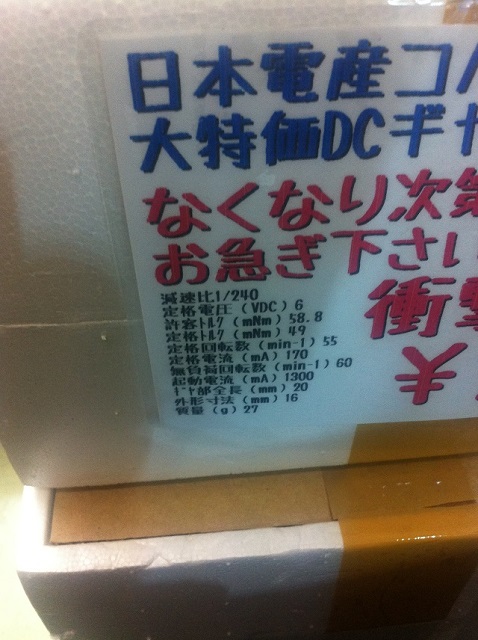 日本電産コパ
大特価DCギヤ
なくなり次第
お急ぎ下さい
減速比1/240
定格電圧(VDC)6
許容トルク(mNm)58.8
定格トルク(mNm)49
定格回転数(min-1)55
定格電流(mA)170
無負荷回転数(min-1)60
起動電流(mA)1300
ギヤ部全長(mm)20
外形寸法(mm)16
質量(g)27
衝撃
¥